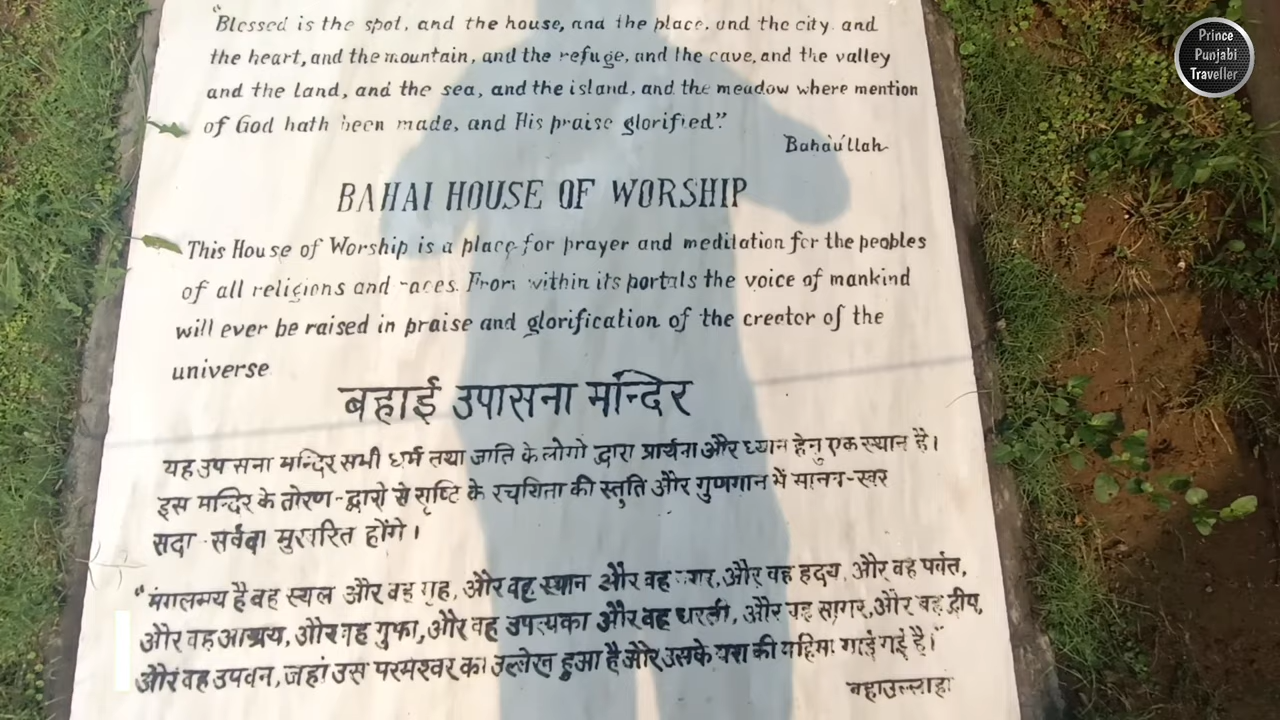 "Blessed is the spot, and the house, and the place, and the city and
the heart, and the mountain, and the refuge, and the cave, and the valley
and the land, and the sea, and the island, and the meadow where mention
of God hath been made, and His praise glorified."
Bahaúllah
BAHAI HOUSE OF WORSHIP
This House of Worship is a place for prayer and meditation for the peobles
of all religions and races. From within its portals the voice of mankind
will ever be raised in praise and glorification of the creator of the
universe
बहाई उपासना मन्दिर
यह उपासना मन्दिर सभी धर्म तथा जाति के लोगो द्वारा प्रार्थना और ध्यान हेतु एक स्थान है।
इस मन्दिर के तोरण-द्वारो से सृष्टि के रचयिता की स्तुति और गुणगान में मानव-स्वर
सदा सर्वदा मुखरित होंगे।
"मंगलमय है वह स्थल और वह गृह, और वह स्थान और वह नगर, और वह हृदय, और वह पर्वत,
और वह आश्रय, और वह गुफा, और वह उपत्यका और वह धरती, और वह सागर, और वह द्वीप,
और वह उपवन, जहां उस परमेश्वर का उल्लेख हुआ है और उसके यश की महिमा गाई गई है।"
बहाउल्लाह
Prince
Punjabi
Traveller